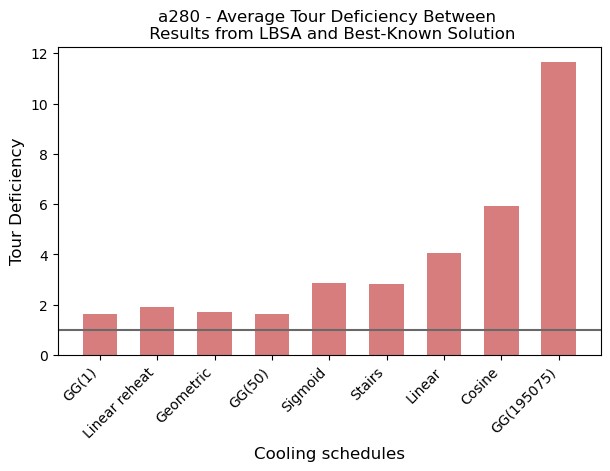 a280 - Average Tour Deficiency Between
Results from LBSA and Best-Known Solution
Tour Deficiency
12
10
8
6
4
2
0
GG(1)
Linear reheat
Geometric
GG(50)
Sigmoid
Stairs
Linear
Cosine
GG(195075)
Cooling schedules